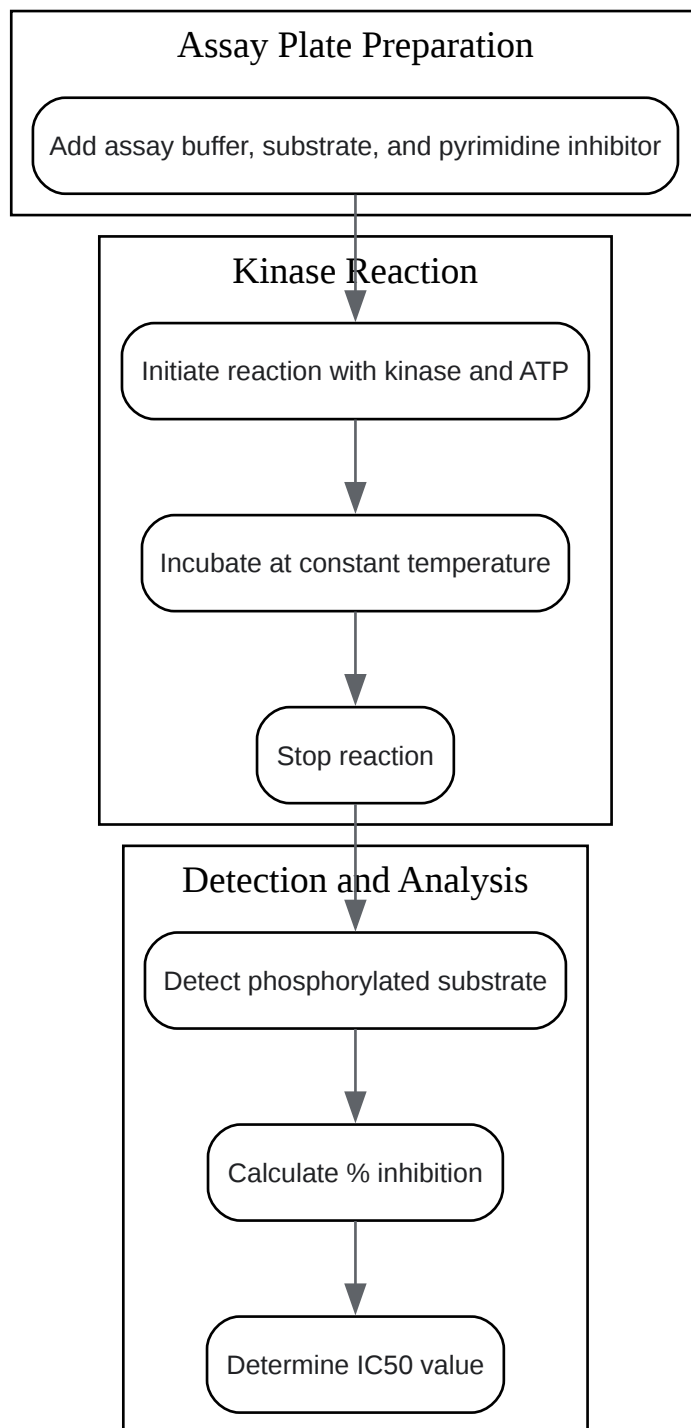 Assay Plate Preparation
Add assay buffer, substrate, and pyrimidine inhibitor
Kinase Reaction
Initiate reaction with kinase and ATP
Incubate at constant temperature
Stop reaction
Detection and Analysis
Detect phosphorylated substrate
Calculate % inhibition
Determine IC50 value